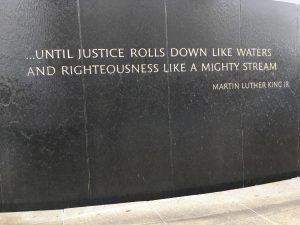 ...UNTIL JUSTICE ROLLS DOWN LIKE WATERS
AND RIGHTEOUSNESS LIKE A MIGHTY STREAM
MARTIN LUTHER KING JR